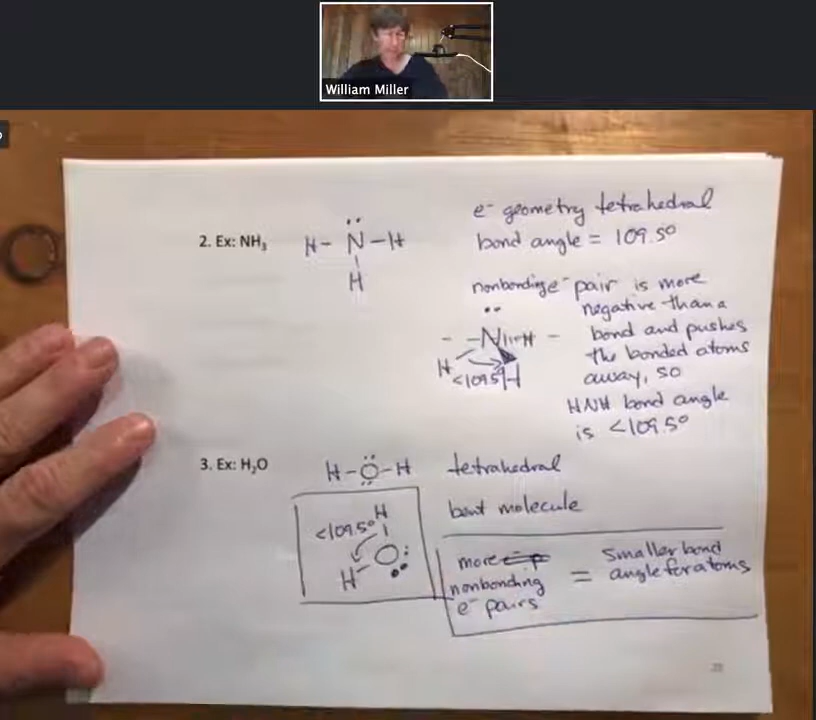 William Miller
e⁻ geometry tetrahedral
2. Ex: NH₃ H- N̈ -H bond angle = 109.5°
H
nonbonding e⁻ pair is more
negative than a
- -N̈ ıı-H - bond and pushes
the bonded atoms
H <109.5° H away, so
HNH bond angle
is <109.5°
3. Ex: H₂O H-Ö-H tetrahedral
bent molecule
<109.5° H
O:
H
more nonbonding e⁻ pairs = smaller bond angle for atoms